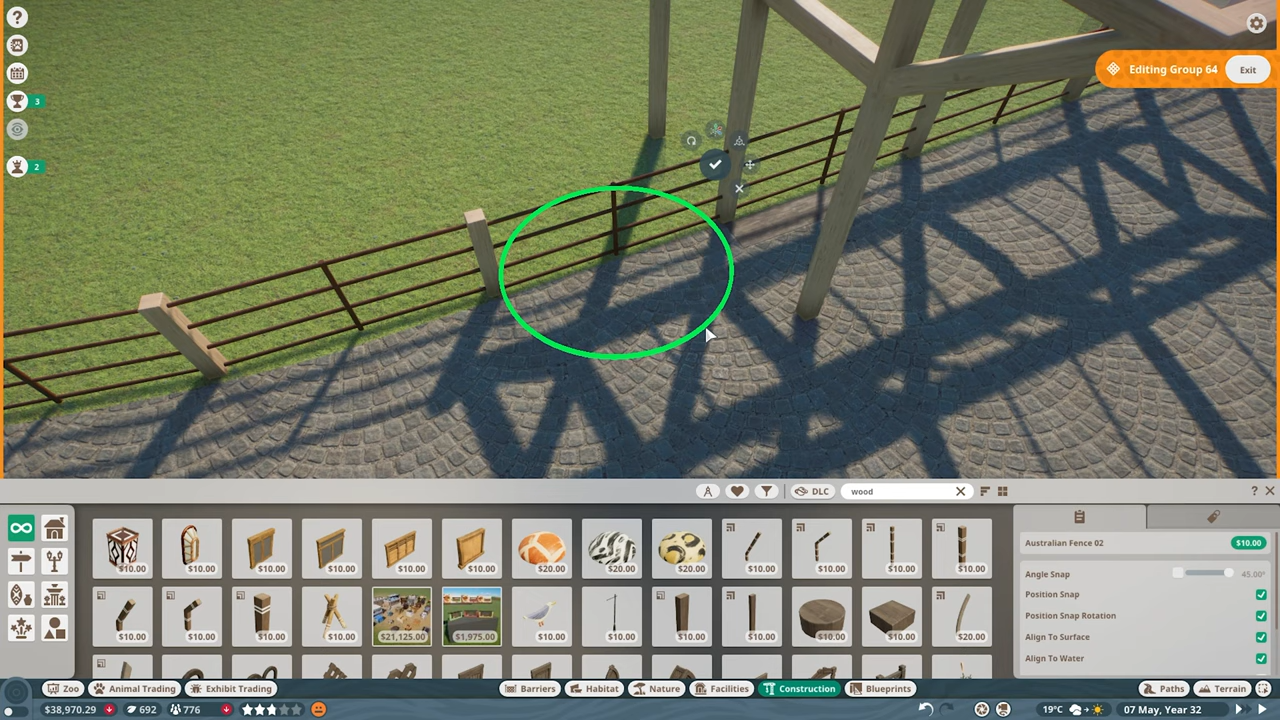 ?
3
2
Editing Group 64
Exit
DLC
wood
?
$10.00
$10.00
$10.00
$10.00
$10.00
$10.00
$20.00
$20.00
$20.00
$10.00
$10.00
$10.00
$10.00
$10.00
$10.00
$10.00
$10.00
$21,125.00
$1,975.00
$10.00
$10.00
$10.00
$10.00
$10.00
$10.00
$20.00
Australian Fence 02
$10.00
Angle Snap
45.00°
Position Snap
Position Snap Rotation
Align To Surface
Align To Water
Zoo
Animal Trading
Exhibit Trading
Barriers
Habitat
Nature
Facilities
Construction
Blueprints
Paths
Terrain
$38,970.29
692
776
19°C
07 May, Year 32